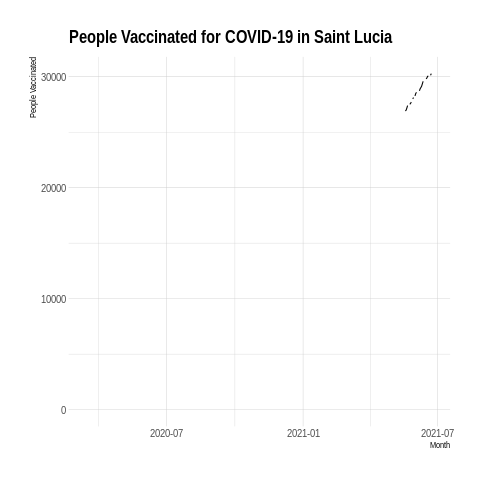 People Vaccinated for COVID-19 in Saint Lucia
People Vaccinated
30000
20000
10000
0
2020-07 2021-01 2021-07
Month